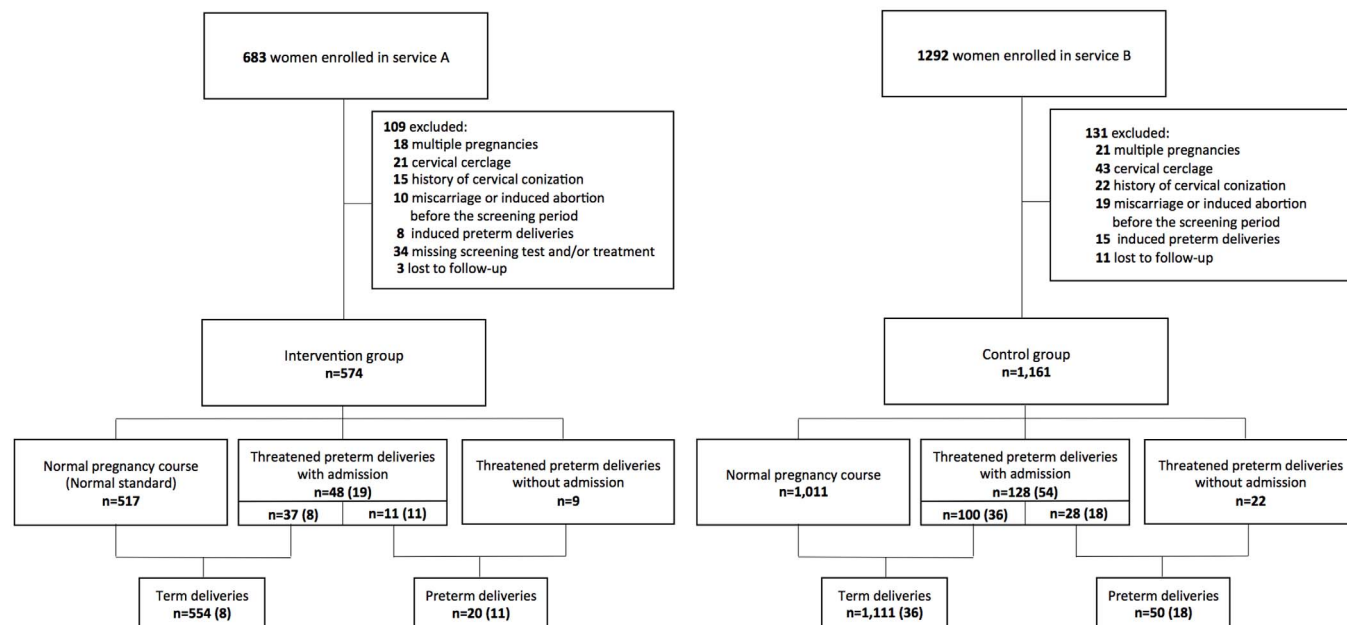 683 women enrolled in service A
109 excluded:
18 multiple pregnancies
21 cervical cerclage
15 history of cervical conization
10 miscarriage or induced abortion
before the screening period
8 induced preterm deliveries
34 missing screening test and/or treatment
3 lost to follow-up
Intervention group
n=574
Normal pregnancy course
(Normal standard)
n=517
Threatened preterm deliveries
with admission
n=48 (19)
n=37 (8)
n=11 (11)
Threatened preterm deliveries
without admission
n=9
Term deliveries
n=554 (8)
Preterm deliveries
n=20 (11)
1292 women enrolled in service B
131 excluded:
21 multiple pregnancies
43 cervical cerclage
22 history of cervical conization
19 miscarriage or induced abortion
before the screening period
15 induced preterm deliveries
11 lost to follow-up
Control group
n=1,161
Normal pregnancy course
n=1,011
Threatened preterm deliveries
with admission
n=128 (54)
n=100 (36)
n=28 (18)
Threatened preterm deliveries
without admission
n=22
Term deliveries
n=1,111 (36)
Preterm deliveries
n=50 (18)